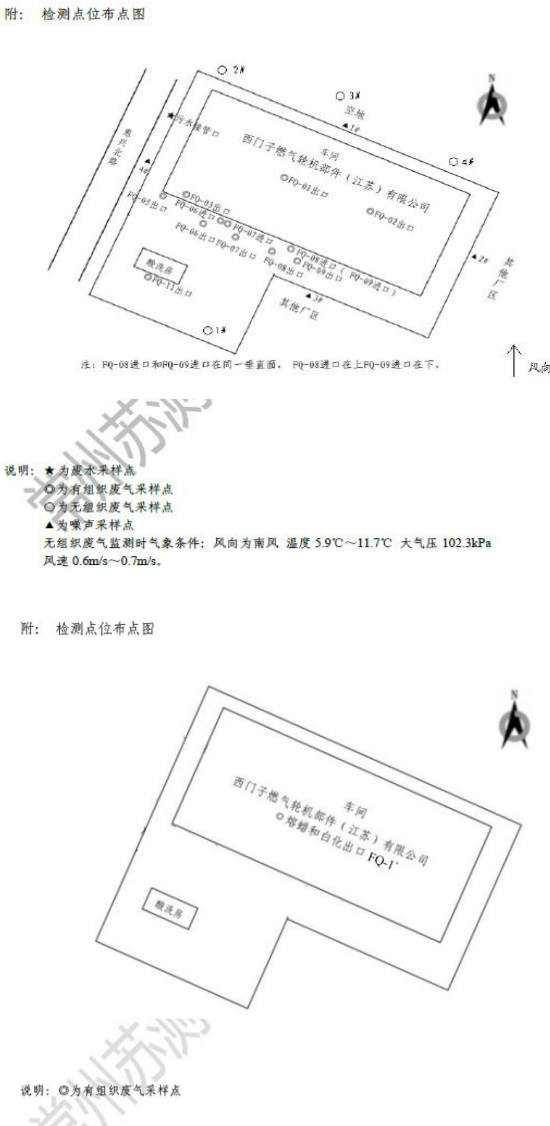 附： 检测点位布点图
2#
3#
N
空地
▲1#
★污水接管口
车间
4#
惠兴北路
西门子燃气轮机部件（江苏）有限公司
▲4#
◎FQ-01出口
◎FQ-02出口
FQ-05出口
◎FQ-03出口
FQ-06进口
FQ-07进口
FQ-06出口
FQ-07出口
FQ-08进口（FQ-09进口）
FQ-08出口
◎FQ-09出口
▲2#
其他厂区
酸洗房
◎FQ-11出口
▲3#
其他厂区
1#
注：FQ-08进口和FQ-09进口在同一垂直面， FQ-08进口在上FQ-09进口在下。
风向
常州苏测
说明：★为废水采样点
◎为有组织废气采样点
○为无组织废气采样点
▲为噪声采样点
无组织废气监测时气象条件：风向为南风 温度 5.9℃～11.7℃ 大气压 102.3kPa
风速 0.6m/s～0.7m/s。
附： 检测点位布点图
N
车间
西门子燃气轮机部件（江苏）有限公司
◎熔蜡和白化出口 FQ-1`
酸洗房
常州苏测
说明：◎为有组织废气采样点